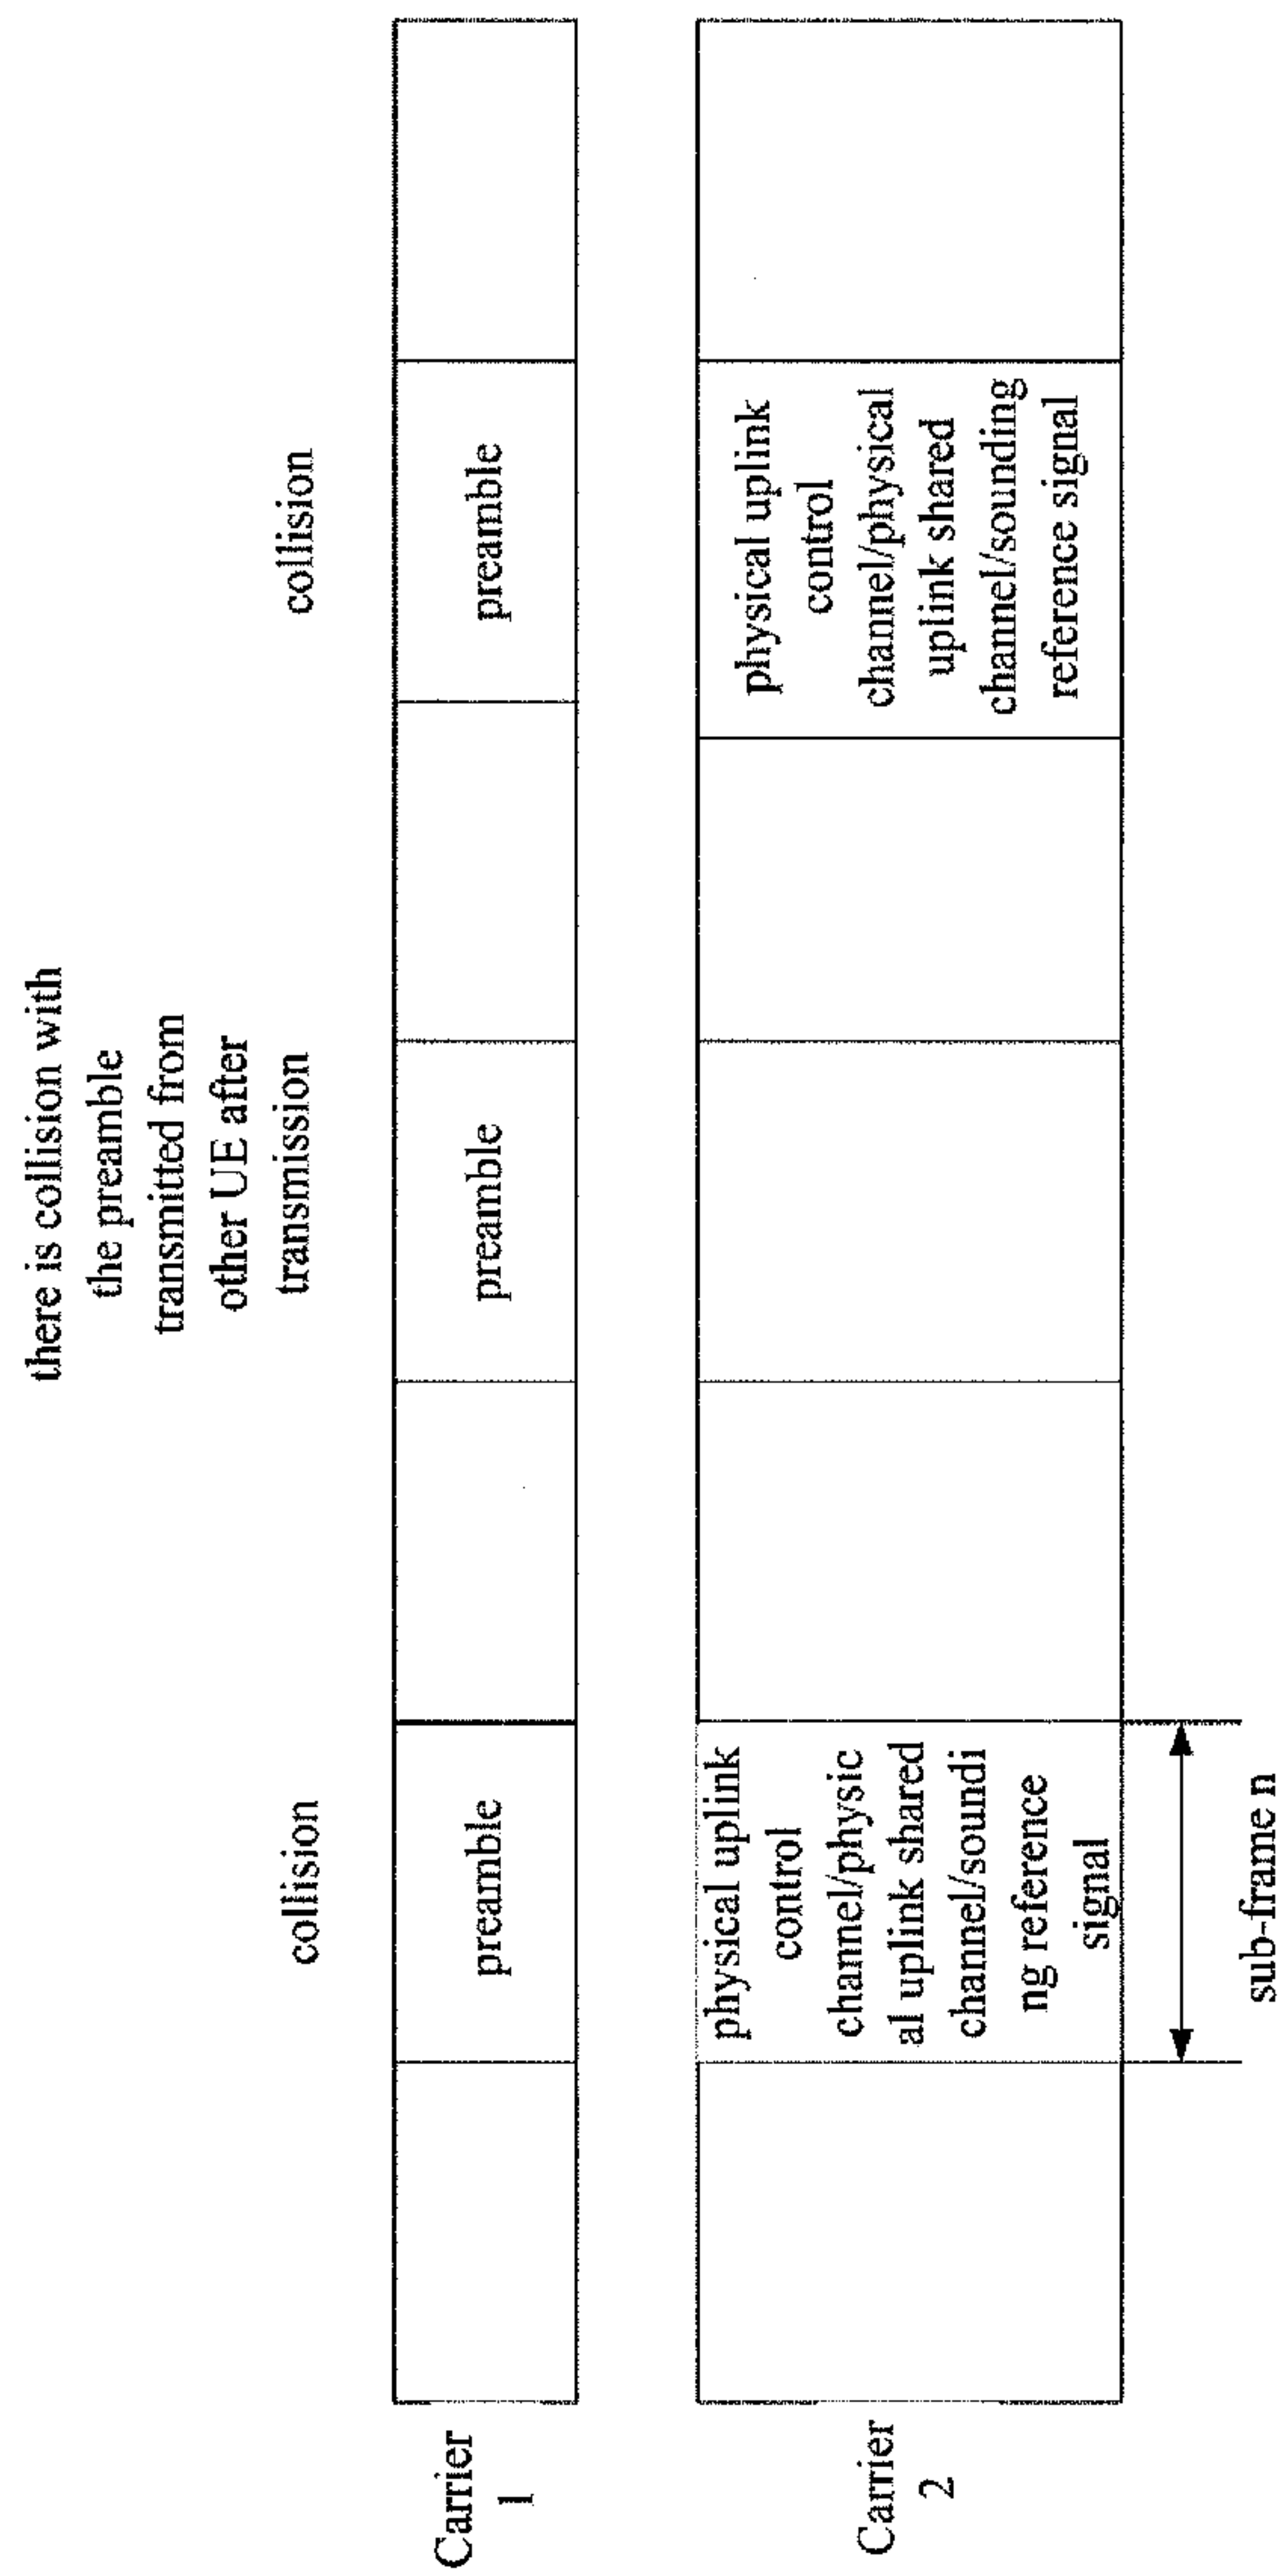 there is collision with
the preamble
transmitted from
other UE after
transmission
collision
collision
Carrier
1
preamble
preamble
preamble
Carrier
2
physical uplink
control
channel/physic
al uplink shared
channel/soundi
ng reference
signal
physical uplink
control
channel/physical
uplink shared
channel/sounding
reference signal
sub-frame n